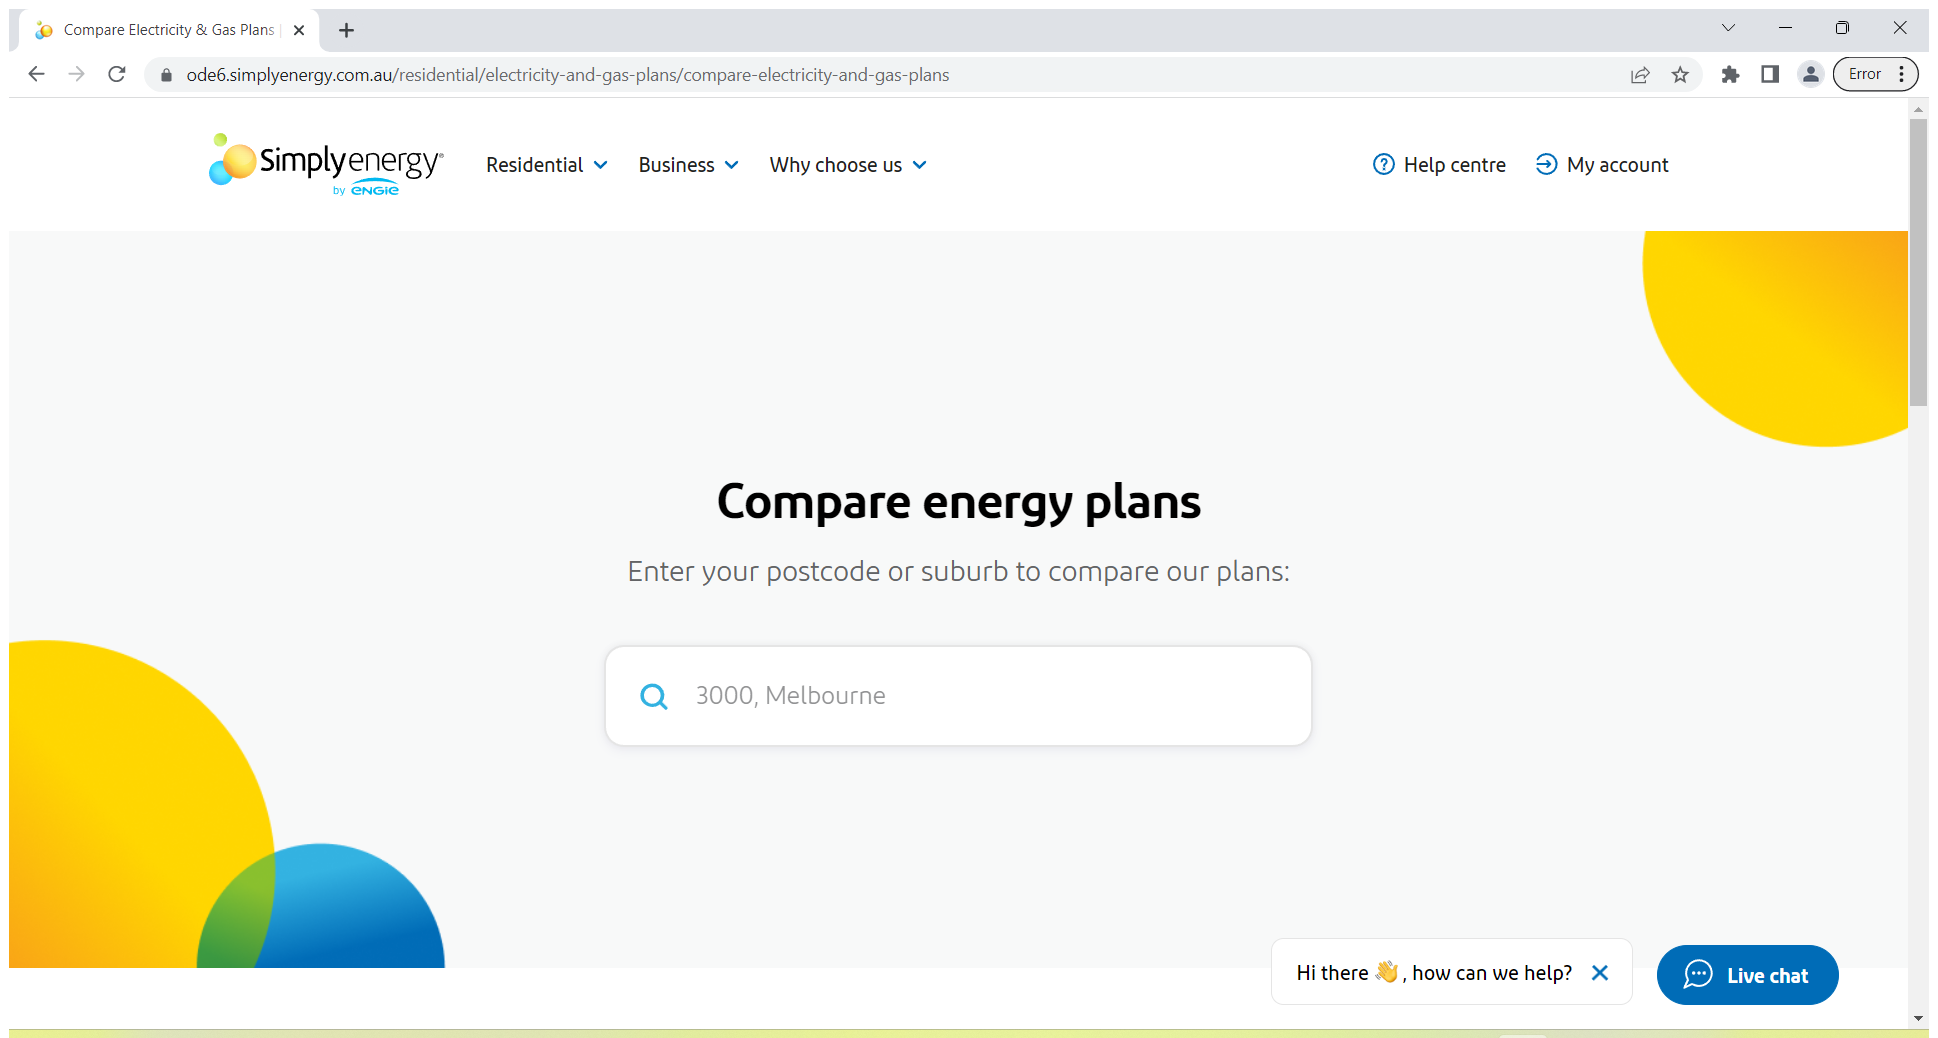 Compare Electricity & Gas Plans |
ode6.simplyenergy.com.au/residential/electricity-and-gas-plans/compare-electricity-and-gas-plans
Error
Simplyenergy®
by ENGIE
Residential
Business
Why choose us
Help centre
My account
Compare energy plans
Enter your postcode or suburb to compare our plans:
3000, Melbourne
Hi there 👋, how can we help?
Live chat